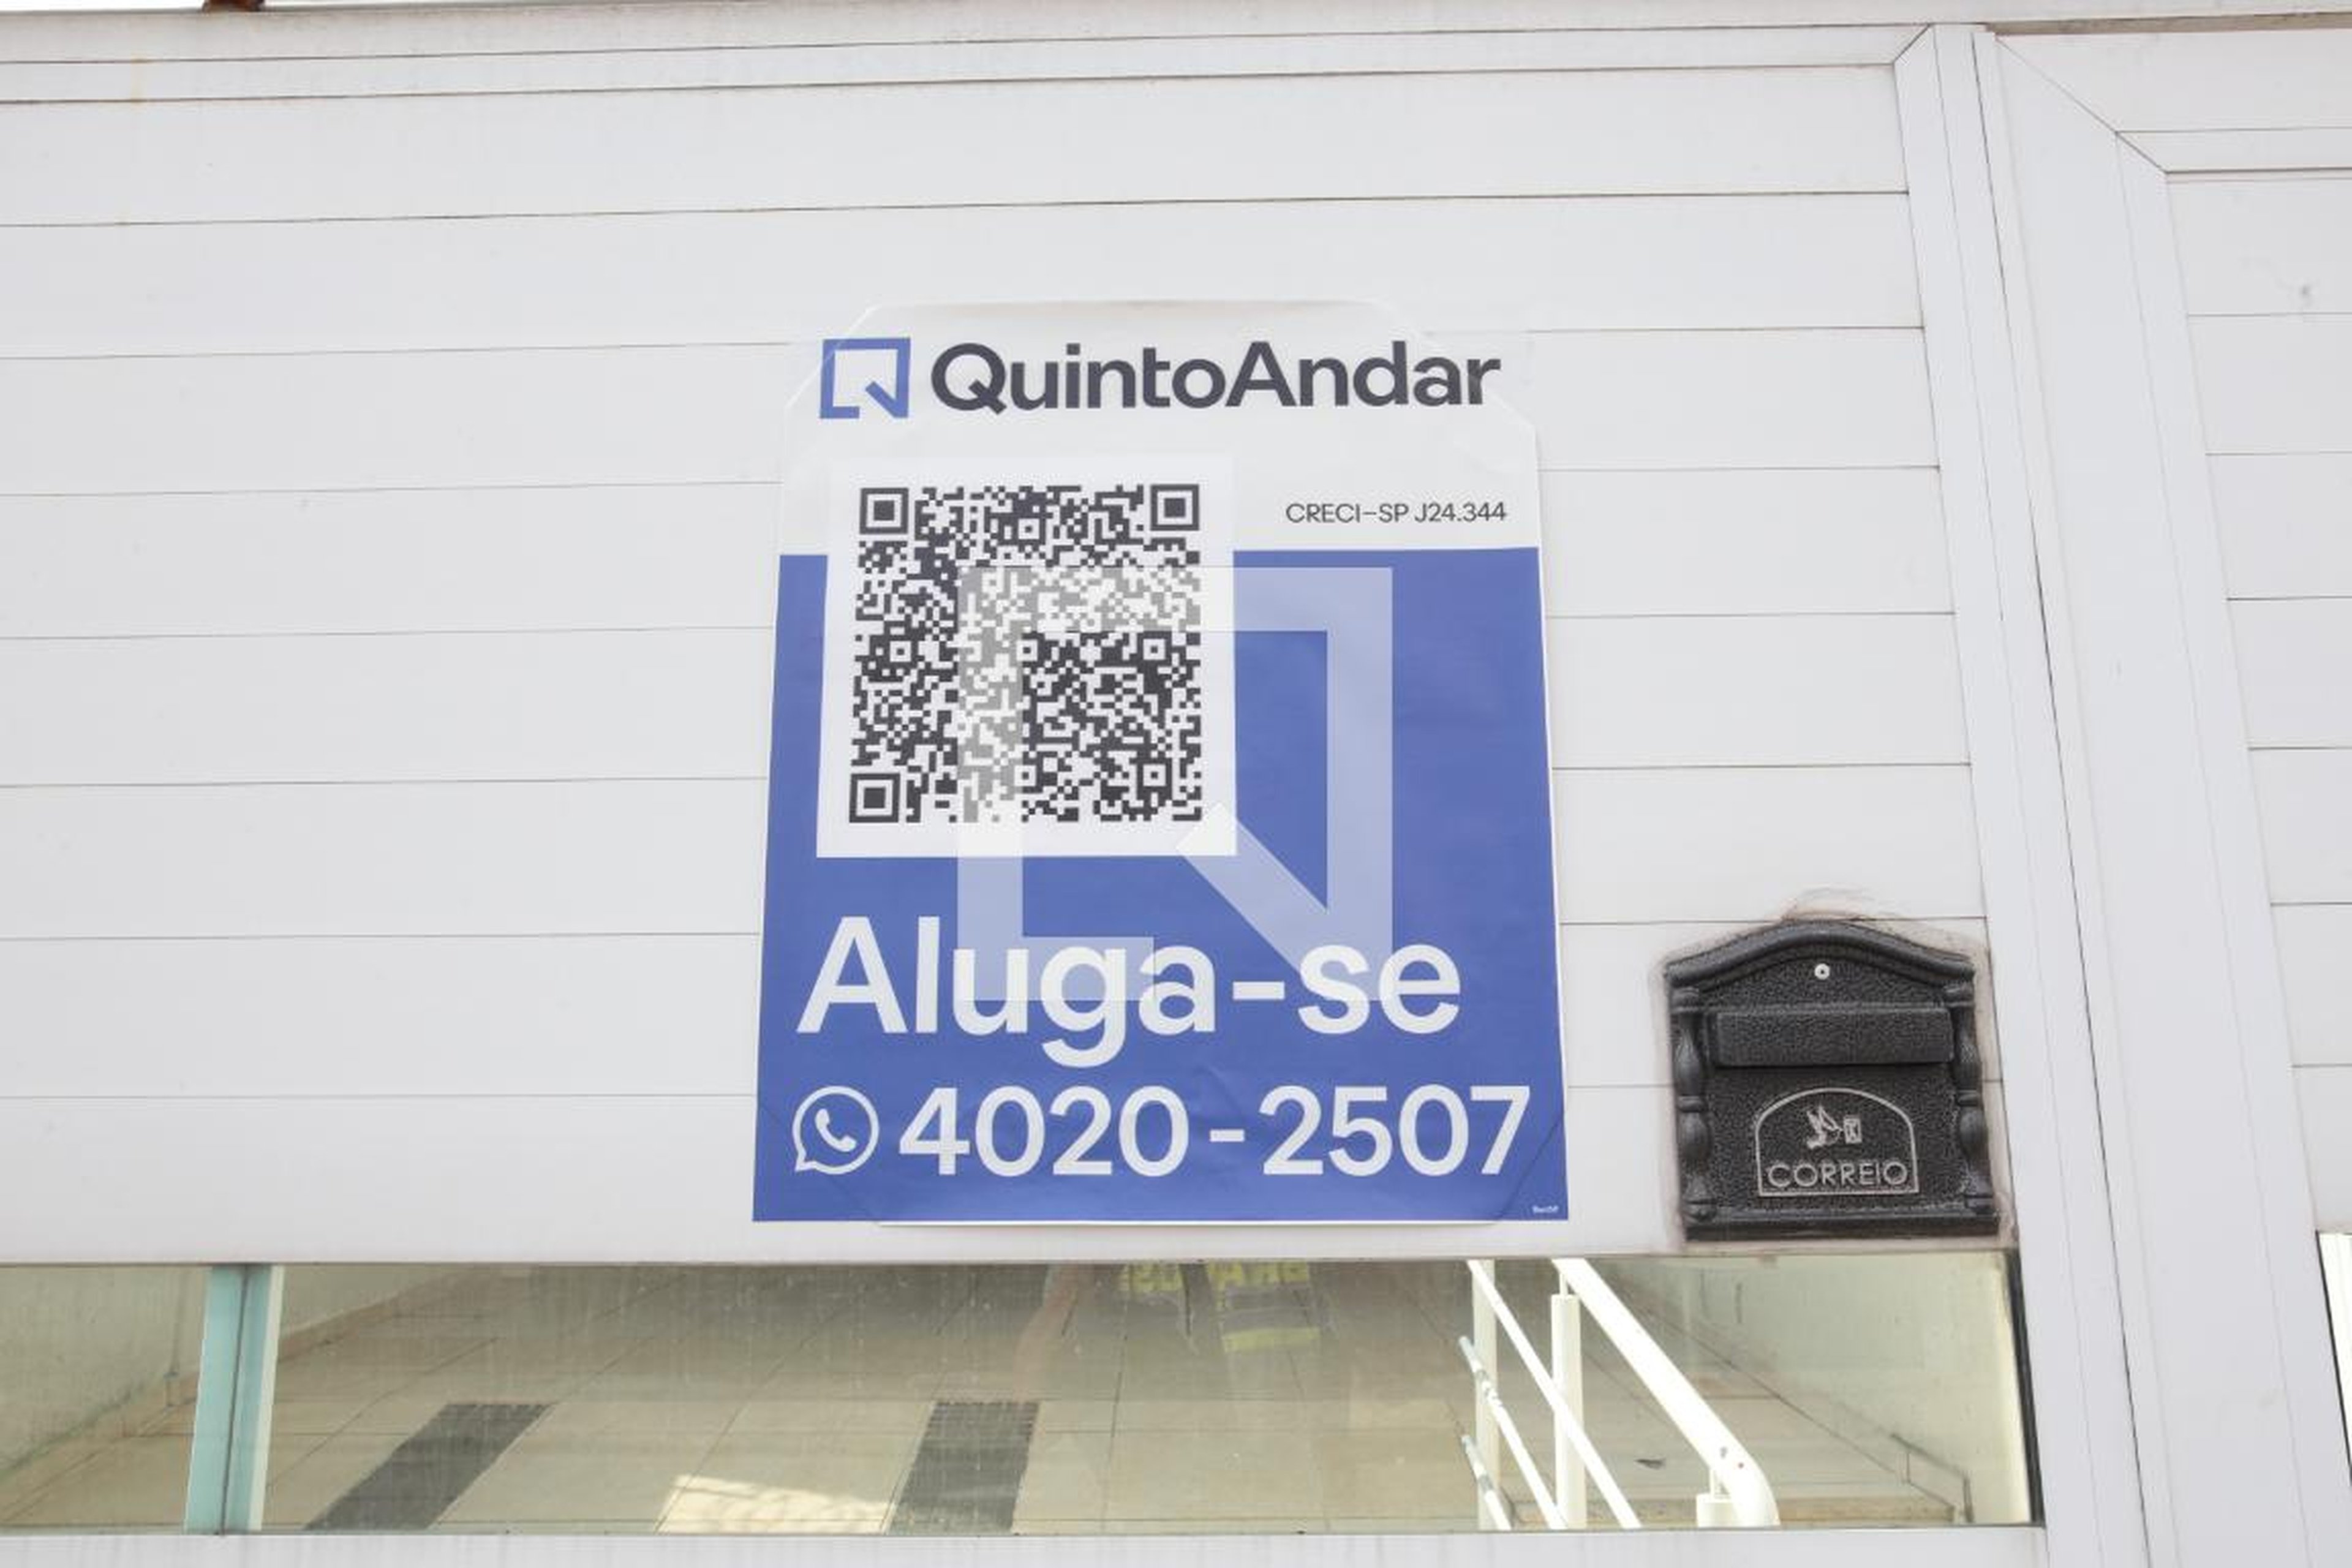 QuintoAndar
CRECI-SP J24.344
Aluga-se
4020-2507
CORREIO